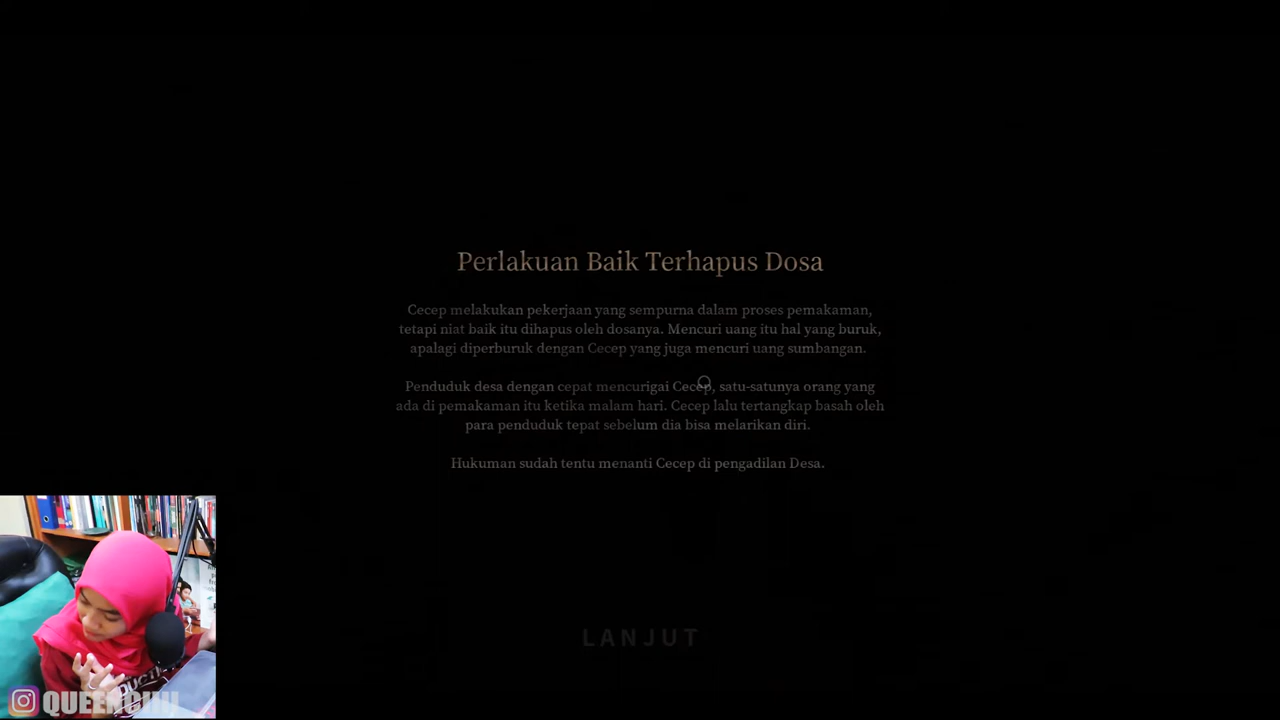 Perlakuan Baik Terhapus Dosa
Cecep melakukan pekerjaan yang sempurna dalam proses pemakaman,
tetapi niat baik itu dihapus oleh dosanya. Mencuri uang itu hal yang buruk,
apalagi diperburuk dengan Cecep yang juga mencuri uang sumbangan.
Penduduk desa dengan cepat mencurigai Cecep, satu-satunya orang yang
ada di pemakaman itu ketika malam hari. Cecep lalu tertangkap basah oleh
para penduduk tepat sebelum dia bisa melarikan diri.
Hukuman sudah tentu menanti Cecep di pengadilan Desa.
LANJUT